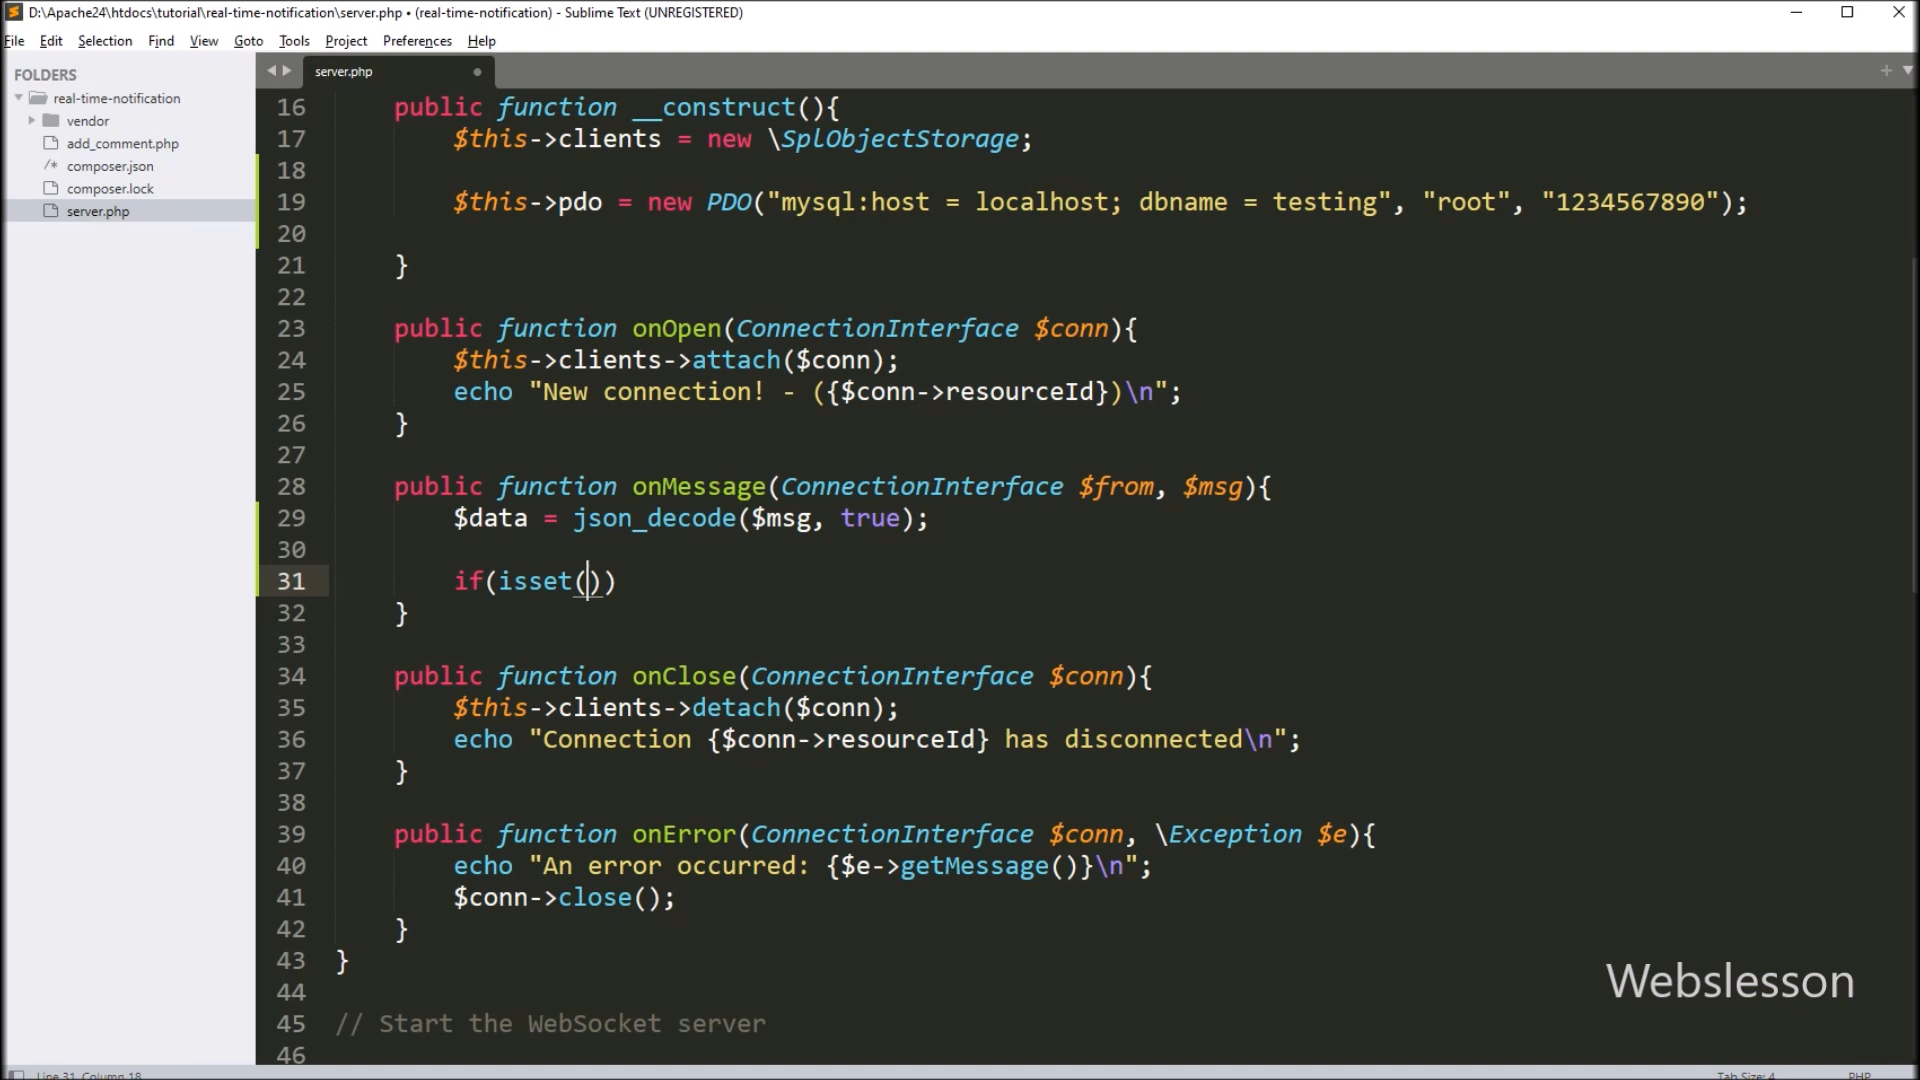 D:\Apache24\htdocs\tutorial\real-time-notification\server.php • (real-time-notification) - Sublime Text (UNREGISTERED)
File Edit Selection Find View Goto Tools Project Preferences Help
FOLDERS
real-time-notification
vendor
add_comment.php
/* composer.json
composer.lock
server.php
server.php
16 public function __construct(){
17 $this->clients = new \SplObjectStorage;
18
19 $this->pdo = new PDO("mysql:host = localhost; dbname = testing", "root", "1234567890");
20
21 }
22
23 public function onOpen(ConnectionInterface $conn){
24 $this->clients->attach($conn);
25 echo "New connection! - ({$conn->resourceId})\n";
26 }
27
28 public function onMessage(ConnectionInterface $from, $msg){
29 $data = json_decode($msg, true);
30
31 if(isset())
32 }
33
34 public function onClose(ConnectionInterface $conn){
35 $this->clients->detach($conn);
36 echo "Connection {$conn->resourceId} has disconnected\n";
37 }
38
39 public function onError(ConnectionInterface $conn, \Exception $e){
40 echo "An error occurred: {$e->getMessage()}\n";
41 $conn->close();
42 }
43 }
44
45 // Start the WebSocket server
46
Webslesson
Line 31, Column 18
Tab Size: 4
PHP